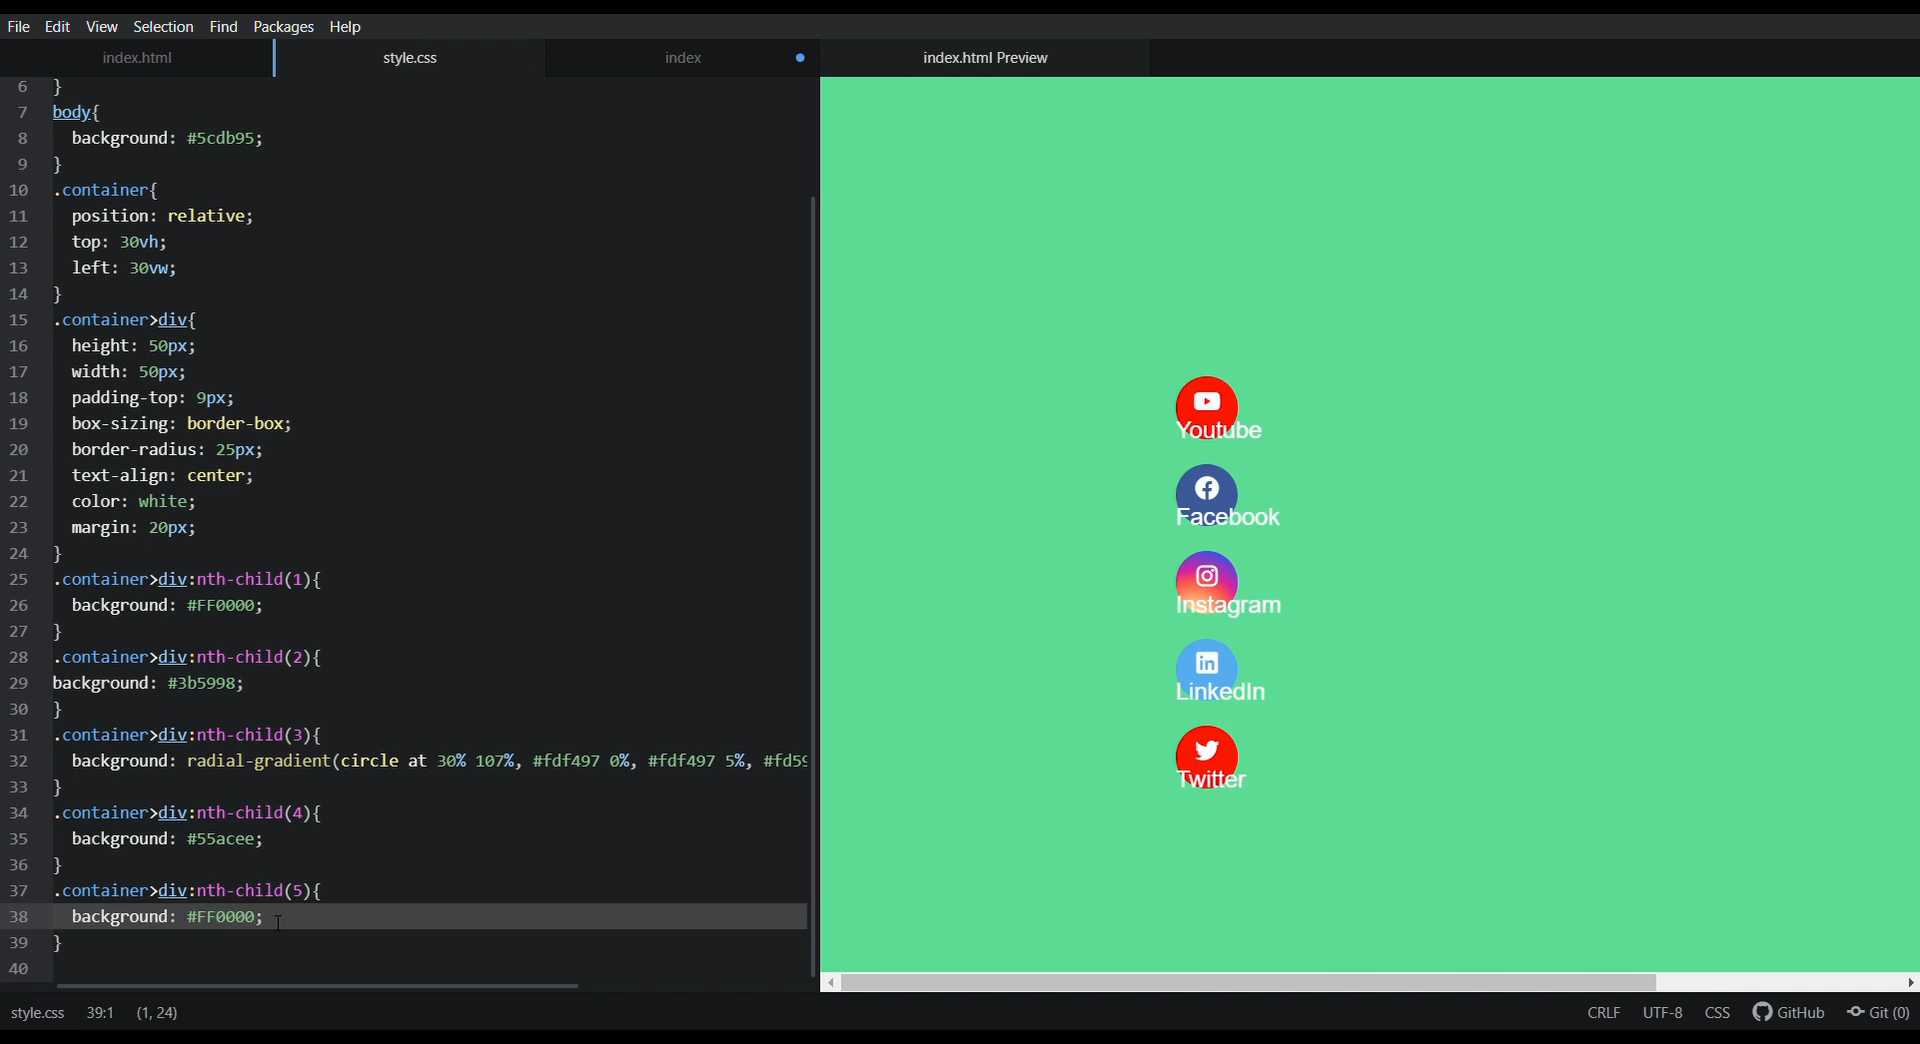 File Edit View Selection Find Packages Help
index.html style.css index index.html Preview
6 }
7 body{
8 background: #5cdb95;
9 }
10 .container{
11 position: relative;
12 top: 30vh;
13 left: 30vw;
14 }
15 .container>div{
16 height: 50px;
17 width: 50px;
18 padding-top: 9px;
19 box-sizing: border-box;
20 border-radius: 25px;
21 text-align: center;
22 color: white;
23 margin: 20px;
24 }
25 .container>div:nth-child(1){
26 background: #FF0000;
27 }
28 .container>div:nth-child(2){
29 background: #3b5998;
30 }
31 .container>div:nth-child(3){
32 background: radial-gradient(circle at 30% 107%, #fdf497 0%, #fdf497 5%, #fd5
33 }
34 .container>div:nth-child(4){
35 background: #55acee;
36 }
37 .container>div:nth-child(5){
38 background: #FF0000;
39 }
40
Youtube
Facebook
Instagram
in
LinkedIn
Twitter
style.css 39:1 (1, 24) CRLF UTF-8 CSS GitHub Git (0)